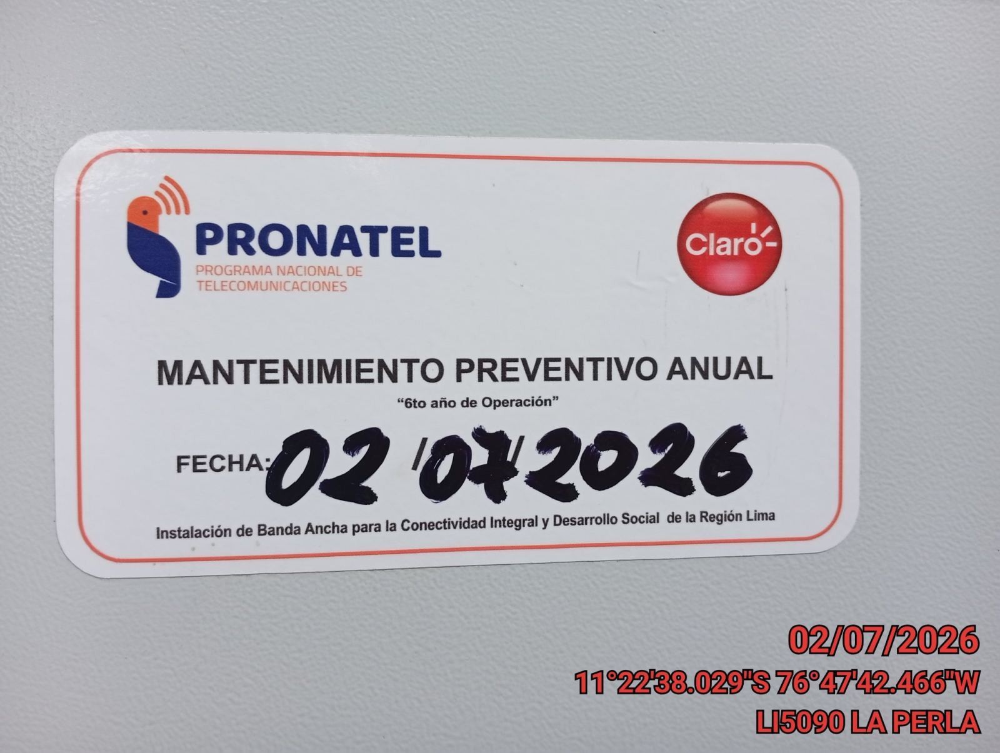 PRONATEL
PROGRAMA NACIONAL DE
TELECOMUNICACIONES
Claro
MANTENIMIENTO PREVENTIVO ANUAL
“6to año de Operación”
FECHA: 02/07/2026
Instalación de Banda Ancha para la Conectividad Integral y Desarrollo Social de la Región Lima
02/07/2026
11°22'38.029"S 76°47'42.466"W
LI5090 LA PERLA